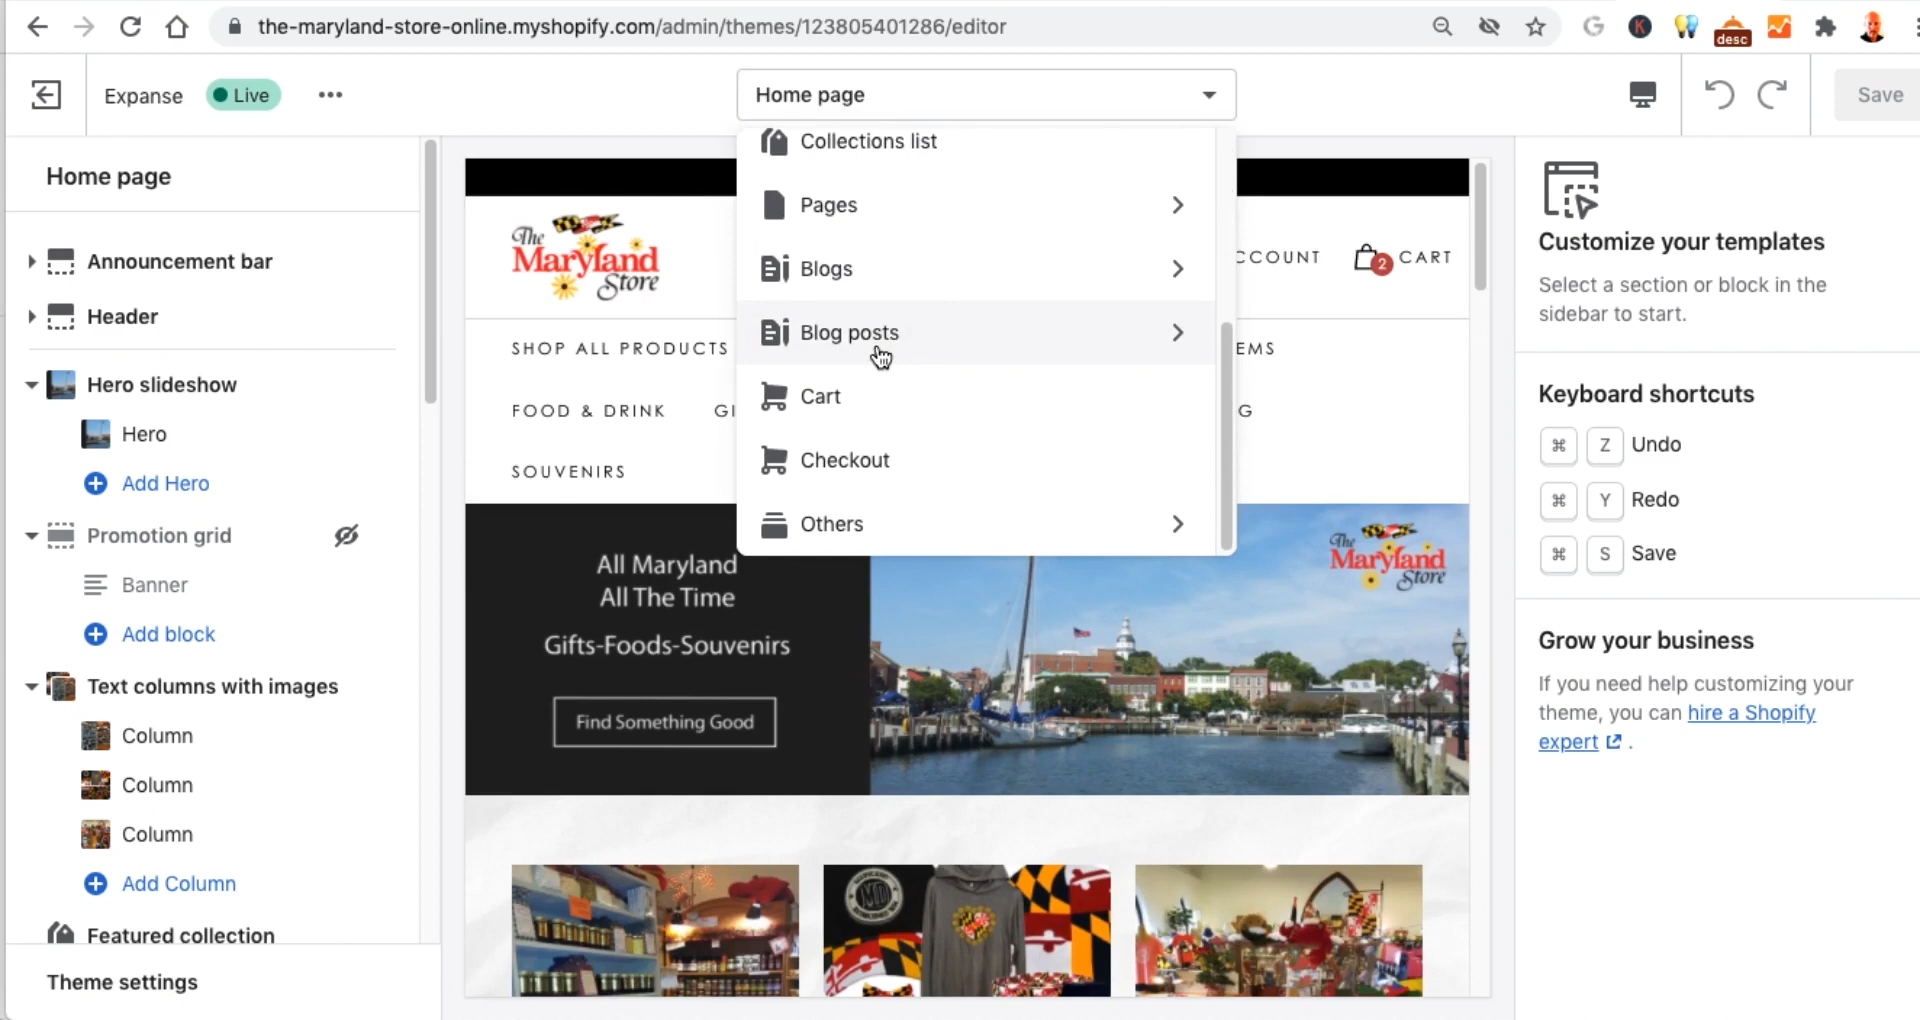 the-maryland-store-online.myshopify.com/admin/themes/123805401286/editor
desc
Expanse
Live
Home page
Save
Home page
Announcement bar
Header
Hero slideshow
Hero
Add Hero
Promotion grid
Banner
Add block
Text columns with images
Column
Column
Column
Add Column
Featured collection
Theme settings
Collections list
Pages
Blogs
Blog posts
Cart
Checkout
Others
The
Maryland
Store
CCOUNT
2
CART
SHOP ALL PRODUCTS
EMS
FOOD & DRINK
GI
G
SOUVENIRS
All Maryland
All The Time
Gifts-Foods-Souvenirs
Find Something Good
The
Maryland
Store
Customize your templates
Select a section or block in the
sidebar to start.
Keyboard shortcuts
⌘ Z Undo
⌘ Y Redo
⌘ S Save
Grow your business
If you need help customizing your
theme, you can hire a Shopify
expert .